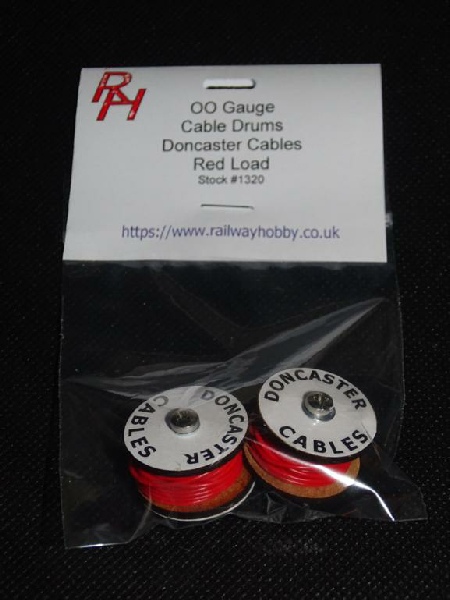 RH
OO Gauge
Cable Drums
Doncaster Cables
Red Load
Stock #1320
https://www.railwayhobby.co.uk
DONCASTER
CABLES
DONCASTER
CABLES